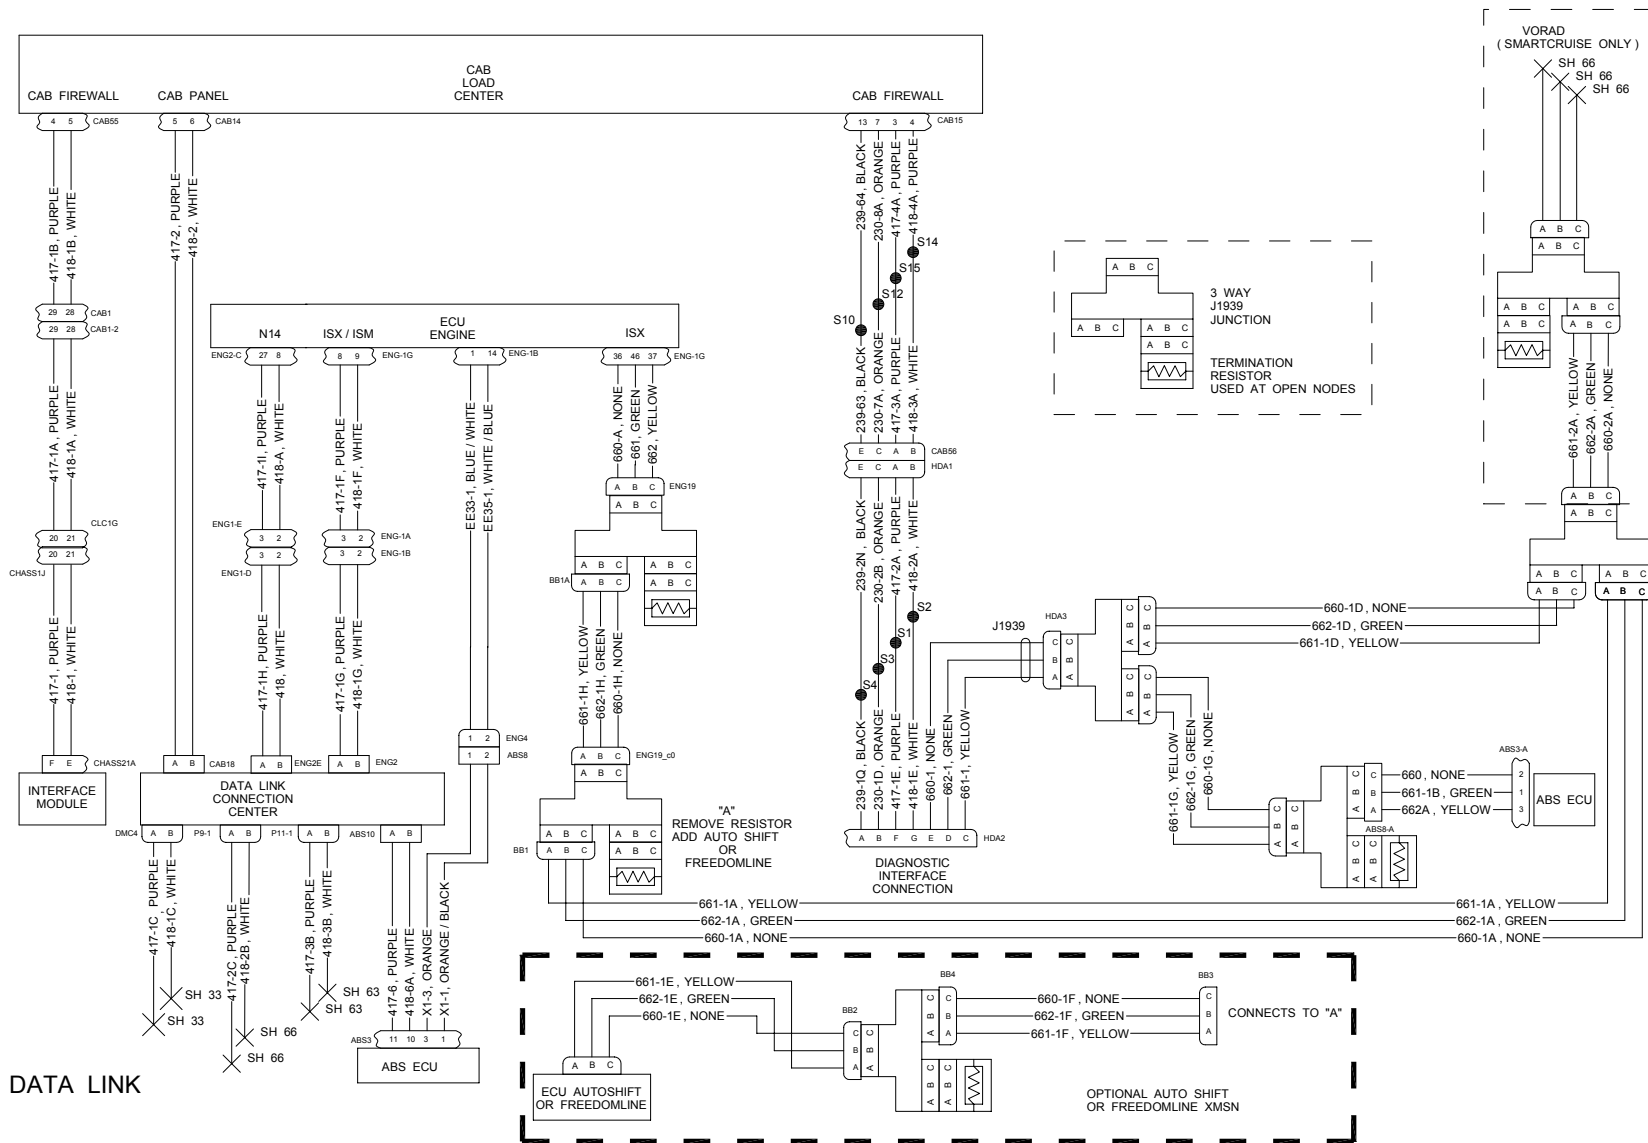 VORAD
( SMARTCRUISE ONLY )
SH 66
SH 66
SH 66
CAB
LOAD
CENTER
CAB FIREWALL
CAB PANEL
CAB FIREWALL
4 5 CAB55
5 6 CAB14
13 7 3 4 CAB15
417-1B, PURPLE
418-1B, WHITE
417-2, PURPLE
418-2, WHITE
239-64, BLACK
230-8A, ORANGE
417-4A, PURPLE
418-4A, PURPLE
S14
S15
S12
S10
239-63, BLACK
230-7A, ORANGE
417-3A, PURPLE
418-3A, WHITE
A B C
A B C
A B C
A B C
A B C
A B C
661-2A, YELLOW
662-2A, GREEN
660-2A, NONE
A B C
A B C
A B C
A B C
A B C
A B C
A B C
A B C
A B C
A B C
3 WAY
J1939
JUNCTION
TERMINATION
RESISTOR
USED AT OPEN NODES
29 28 CAB1
29 28 CAB1-2
417-1A, PURPLE
418-1A, WHITE
CLC1G
20 21
20 21
CHASS1J
417-1, PURPLE
418-1, WHITE
F E CHASS21A
INTERFACE
MODULE
ECU
ENGINE
N14
ISX / ISM
ISX
ENG2-C 27 8
8 9 ENG-1G
1 14 ENG-1B
36 46 37 ENG-1G
417-1I, PURPLE
418-A, WHITE
417-1F, PURPLE
418-1F, WHITE
EE33-1, BLUE / WHITE
EE35-1, WHITE / BLUE
660-A, NONE
661, GREEN
662, YELLOW
ENG1-E 3 2
3 2
ENG1-D
3 2 ENG-1A
3 2 ENG-1B
417-1H, PURPLE
418, WHITE
417-1G, PURPLE
418-1G, WHITE
A B C ENG19
A B C
A B C
A B C
BB1A A B C
A B C
661-1H, YELLOW
662-1H, GREEN
660-1H, NONE
1 2 ENG4
1 2 ABS8
A B C ENG19_c0
A B C
A B C
A B C
BB1 A B C
A B C
"A"
REMOVE RESISTOR
ADD AUTO SHIFT
OR
FREEDOMLINE
E C A B CAB56
E C A B HDA1
239-2N, BLACK
230-2B, ORANGE
417-2A, PURPLE
418-2A, WHITE
S2
S1
S3
S4
239-1Q, BLACK
230-1D, ORANGE
417-1E, PURPLE
418-1E, WHITE
660-1, NONE
662-1, GREEN
661-1, YELLOW
J1939
HDA3
C B A
C B A
C B A
C B A
C B A
C B A
660-1D, NONE
662-1D, GREEN
661-1D, YELLOW
661-1G, YELLOW
662-1G, GREEN
660-1G, NONE
C B A
C B A
C B A
C B A
C B A
C B A
ABS8-A
660, NONE
661-1B, GREEN
662A, YELLOW
ABS3-A
2
1
3
ABS ECU
A B F G E D C HDA2
DIAGNOSTIC
INTERFACE
CONNECTION
A B CAB18
A B ENG2E
A B ENG2
DATA LINK
CONNECTION
CENTER
DMC4 A B
P9-1 A B
P11-1 A B
ABS10 A B
417-1C, PURPLE
418-1C, WHITE
417-2C, PURPLE
418-2B, WHITE
417-3B, PURPLE
418-3B, WHITE
417-6, PURPLE
418-6A, WHITE
X1-3, ORANGE
X1-1, ORANGE / BLACK
SH 33
SH 33
SH 66
SH 66
SH 63
SH 63
ABS3 11 10 3 1
ABS ECU
661-1A, YELLOW
662-1A, GREEN
660-1A, NONE
661-1A, YELLOW
662-1A, GREEN
660-1A, NONE
661-1E, YELLOW
662-1E, GREEN
660-1E, NONE
A B C
ECU AUTOSHIFT
OR FREEDOMLINE
BB2
C B A
C B A
BB4
C B A
C B A
C B A
C B A
660-1F, NONE
662-1F, GREEN
661-1F, YELLOW
BB3
C
B
A
CONNECTS TO "A"
OPTIONAL AUTO SHIFT
OR FREEDOMLINE XMSN
DATA LINK